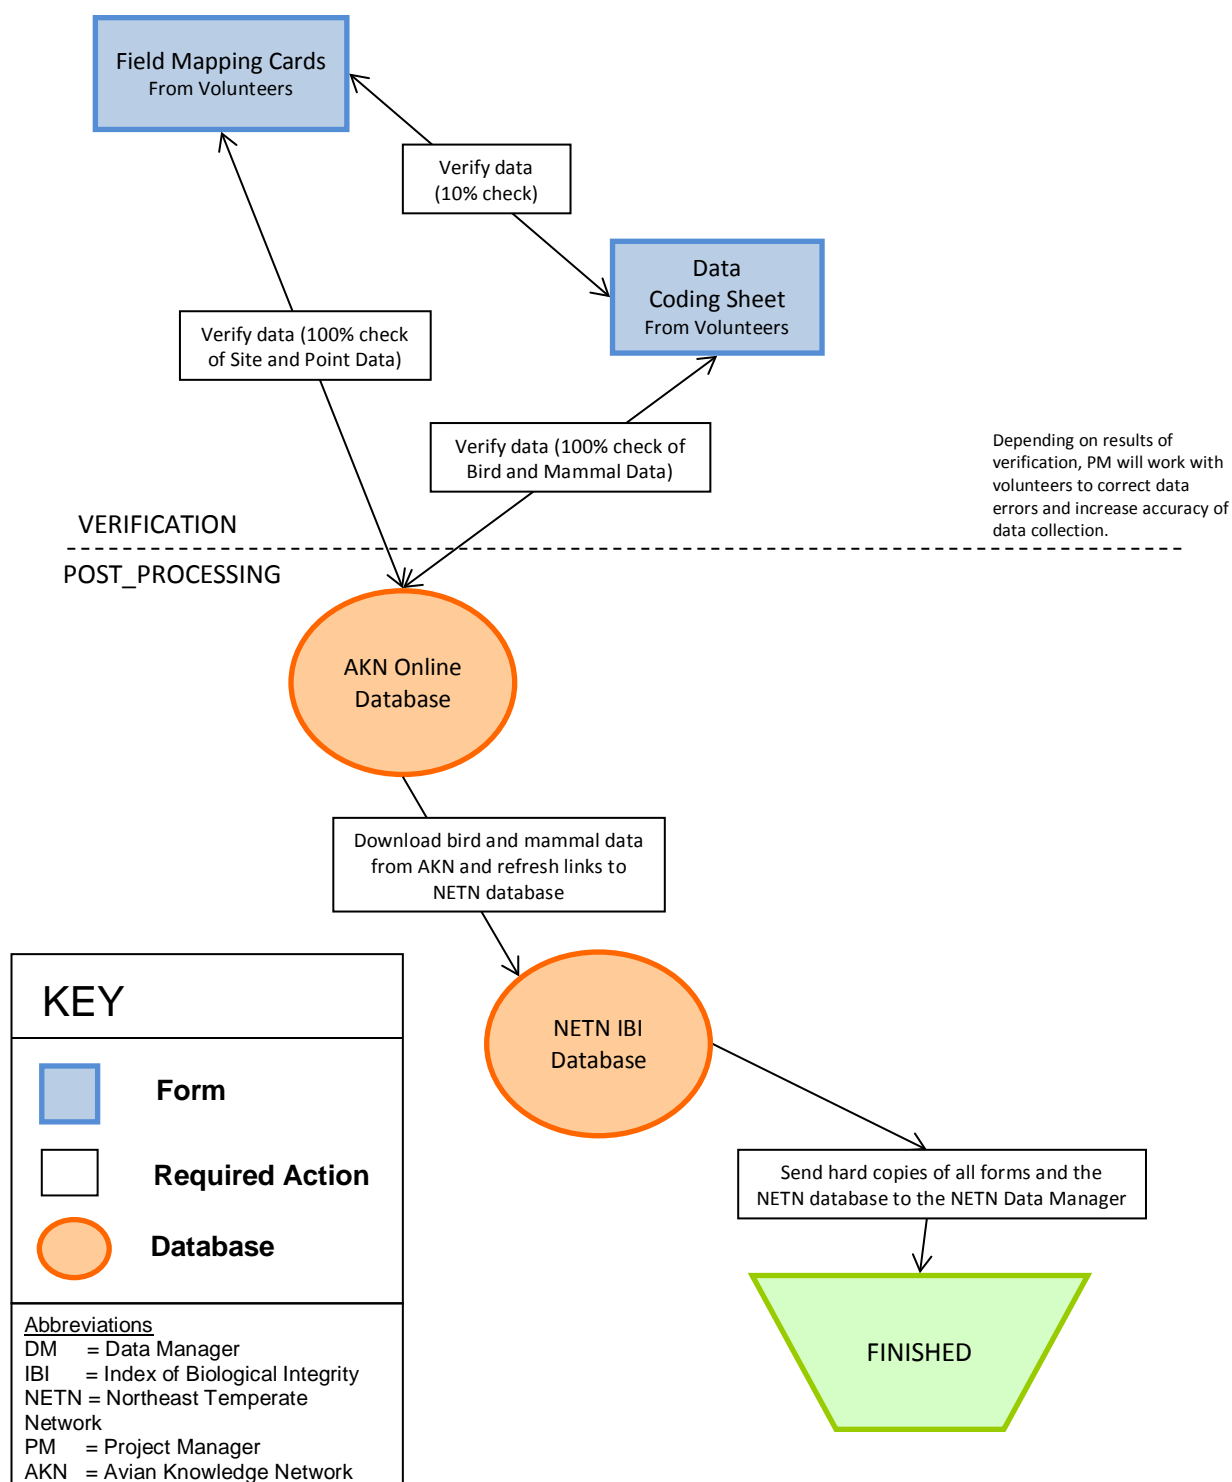 Field Mapping Cards
From Volunteers
Verify data
(10% check)
Data
Coding Sheet
From Volunteers
Verify data (100% check
of Site and Point Data)
Verify data (100% check of
Bird and Mammal Data)
Depending on results of
verification, PM will work with
volunteers to correct data
errors and increase accuracy of
data collection.
VERIFICATION
POST_PROCESSING
AKN Online
Database
Download bird and mammal data
from AKN and refresh links to
NETN database
NETN IBI
Database
Send hard copies of all forms and the
NETN database to the NETN Data Manager
FINISHED
KEY
Form
Required Action
Database
Abbreviations
DM = Data Manager
IBI = Index of Biological Integrity
NETN = Northeast Temperate
Network
PM = Project Manager
AKN = Avian Knowledge Network